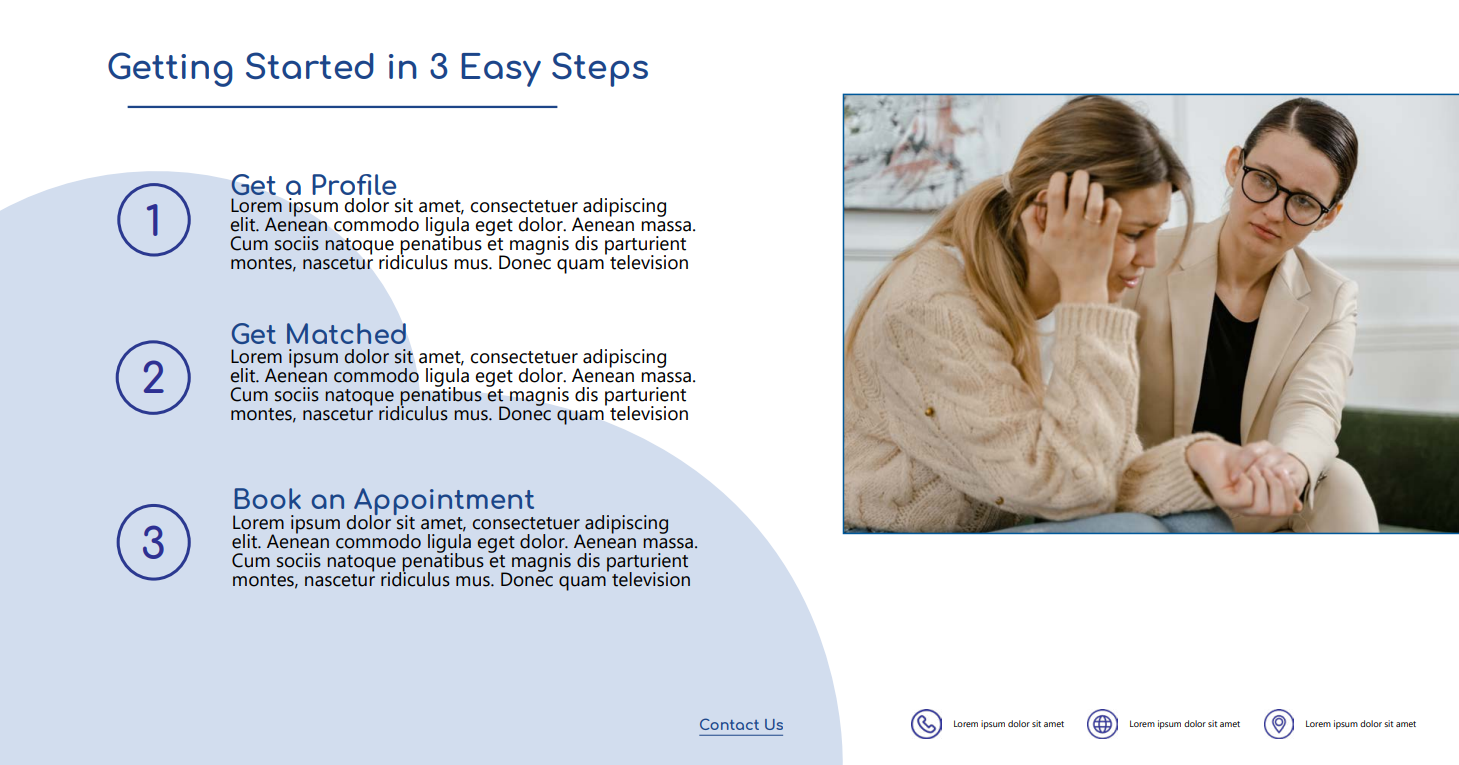 Getting Started in 3 Easy Steps
1
Get a Profile
Lorem ipsum dolor sit amet, consectetuer adipiscing
elit. Aenean commodo ligula eget dolor. Aenean massa.
Cum sociis natoque penatibus et magnis dis parturient
montes, nascetur ridiculus mus. Donec quam television
2
Get Matched
Lorem ipsum dolor sit amet, consectetuer adipiscing
elit. Aenean commodo ligula eget dolor. Aenean massa.
Cum sociis natoque penatibus et magnis dis parturient
montes, nascetur ridiculus mus. Donec quam television
3
Book an Appointment
Lorem ipsum dolor sit amet, consectetuer adipiscing
elit. Aenean commodo ligula eget dolor. Aenean massa.
Cum sociis natoque penatibus et magnis dis parturient
montes, nascetur ridiculus mus. Donec quam television
Contact Us
Lorem ipsum dolor sit amet
Lorem ipsum dolor sit amet
Lorem ipsum dolor sit amet